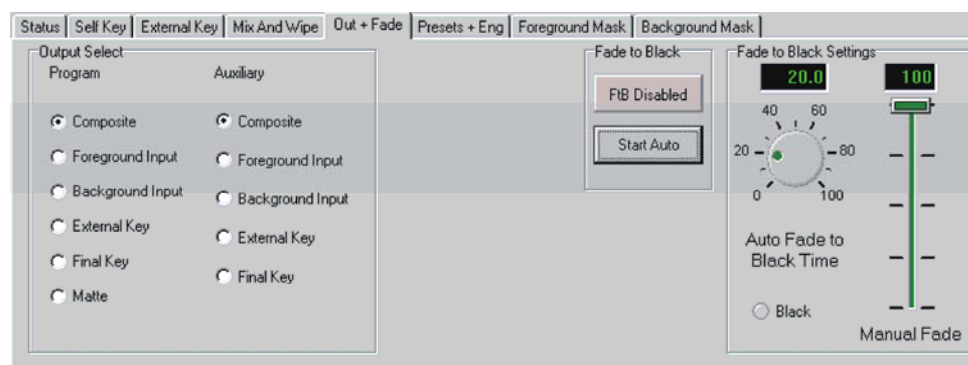 Status Self Key External Key Mix And Wipe Out + Fade Presets + Eng Foreground Mask Background Mask
Output Select
Program
Composite
Foreground Input
Background Input
External Key
Final Key
Matte
Auxiliary
Composite
Foreground Input
Background Input
External Key
Final Key
Fade to Black
FtB Disabled
Start Auto
Fade to Black Settings
20.0
100
40 60
20 80
0 100
Auto Fade to
Black Time
Black
Manual Fade